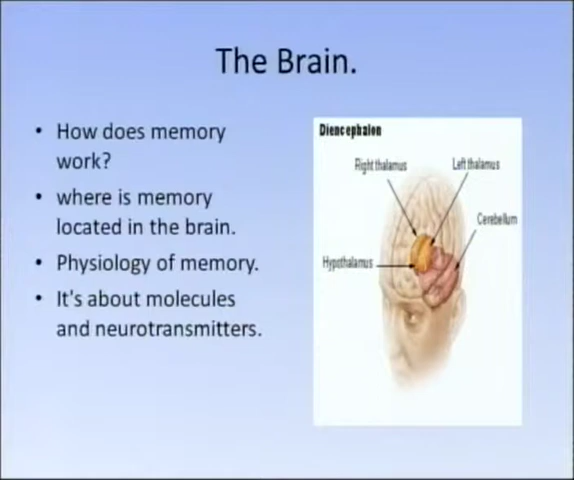 The Brain.
• How does memory
work?
• where is memory
located in the brain.
• Physiology of memory.
• It's about molecules
and neurotransmitters.
Diencephalon
Right thalamus
Left thalamus
Cerebellum
Hypothalamus